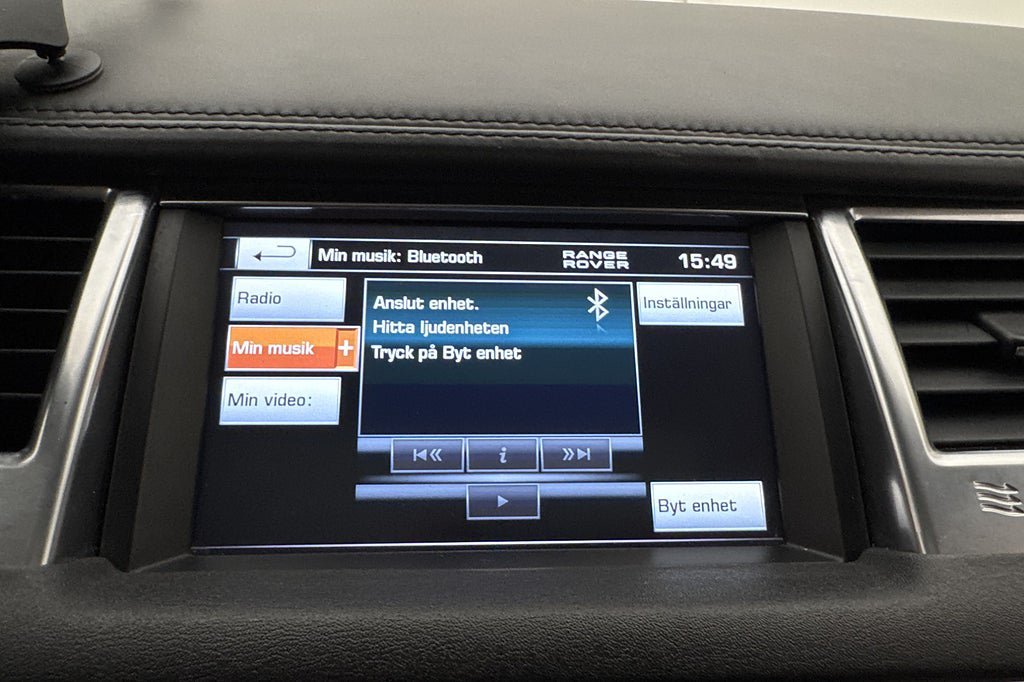 Min musik: Bluetooth
RANGE
ROVER
15:49
Radio
Min musik +
Min video:
Anslut enhet.
Hitta ljudenheten
Tryck på Byt enhet
Inställningar
i
Byt enhet